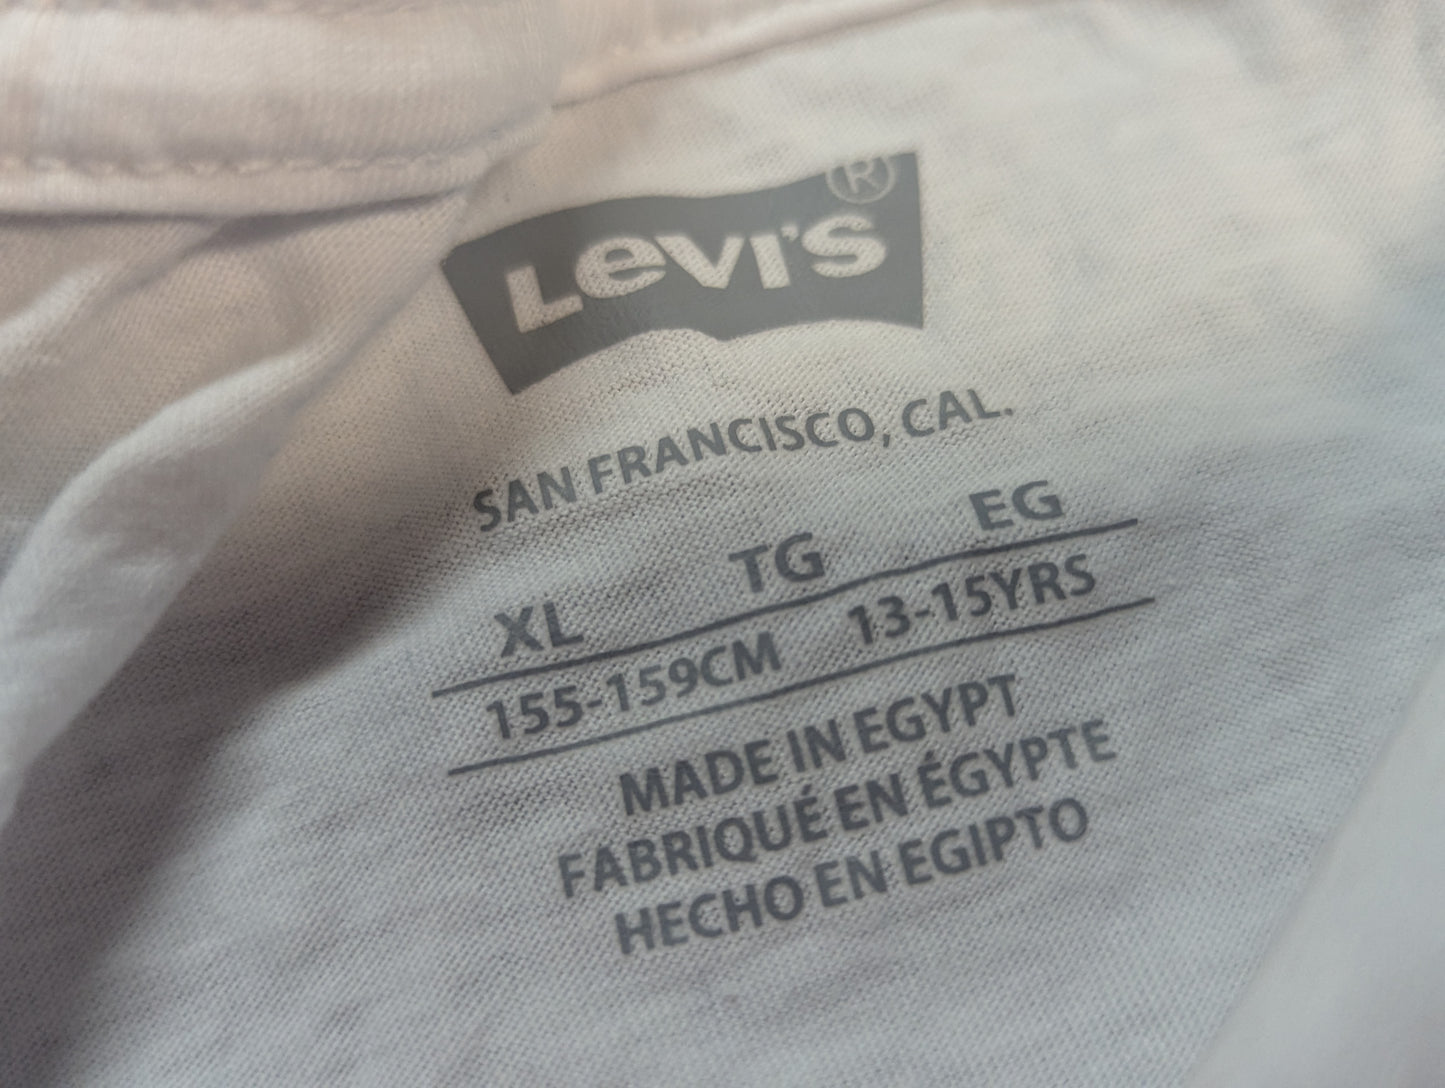 Levi's®
SAN FRANCISCO, CAL.
XL TG EG
155-159CM 13-15YRS
MADE IN EGYPT
FABRIQUÉ EN ÉGYPTE
HECHO EN EGIPTO